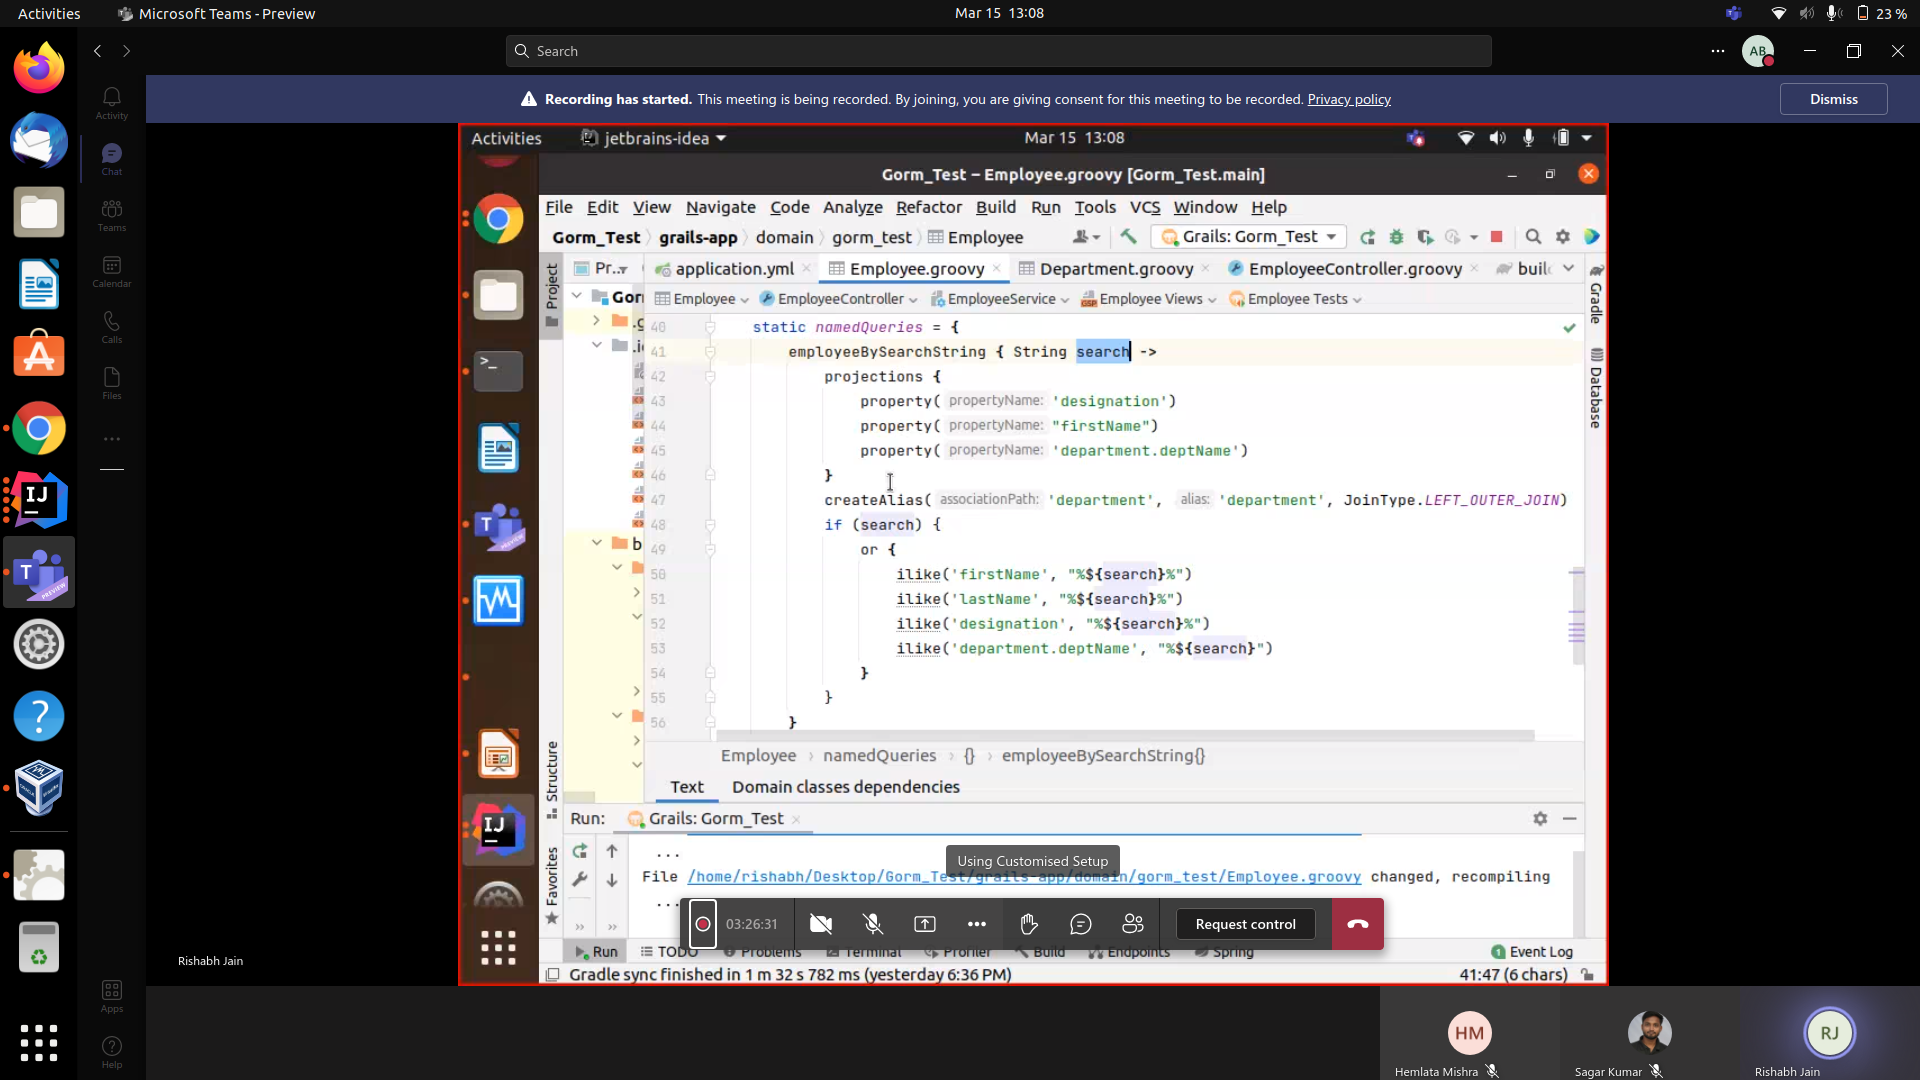 Activities
Microsoft Teams - Preview
Mar 15 13:08
23 %
Search
AB
Activity
Chat
Teams
Calendar
Calls
Files
Apps
Help
Recording has started. This meeting is being recorded. By joining, you are giving consent for this meeting to be recorded. Privacy policy
Dismiss
Activities
jetbrains-idea
Mar 15 13:08
Gorm_Test – Employee.groovy [Gorm_Test.main]
File Edit View Navigate Code Analyze Refactor Build Run Tools VCS Window Help
Gorm_Test grails-app domain gorm_test Employee
Grails: Gorm_Test
Project
Pr...
application.yml
Employee.groovy
Department.groovy
EmployeeController.groovy
Employee
EmployeeController
EmployeeService
Employee Views
Employee Tests
Gradle
Database
40 static namedQueries = {
41 employeeBySearchString { String search ->
42 projections {
43 property( propertyName: 'designation')
44 property( propertyName: "firstName")
45 property( propertyName: 'department.deptName')
46 }
47 createAlias( associationPath: 'department', alias: 'department', JoinType.LEFT_OUTER_JOIN)
48 if (search) {
49 or {
50 ilike('firstName', "%${search}%")
51 ilike('lastName', "%${search}%")
52 ilike('designation', "%${search}%")
53 ilike('department.deptName', "%${search}")
54 }
55 }
56 }
Employee › namedQueries › {} › employeeBySearchString{}
Text
Domain classes dependencies
Structure
Favorites
Run:
Grails: Gorm_Test
...
File /home/rishabh/Desktop/Gorm_Test/grails-app/domain/gorm_test/Employee.groovy changed, recompiling
...
Using Customised Setup
03:26:31
Request control
Run
TODO
Problems
Terminal
Profiler
Build
Endpoints
Spring
1 Event Log
Gradle sync finished in 1 m 32 s 782 ms (yesterday 6:36 PM)
41:47 (6 chars)
Rishabh Jain
HM
Hemlata Mishra
Sagar Kumar
RJ
Rishabh Jain